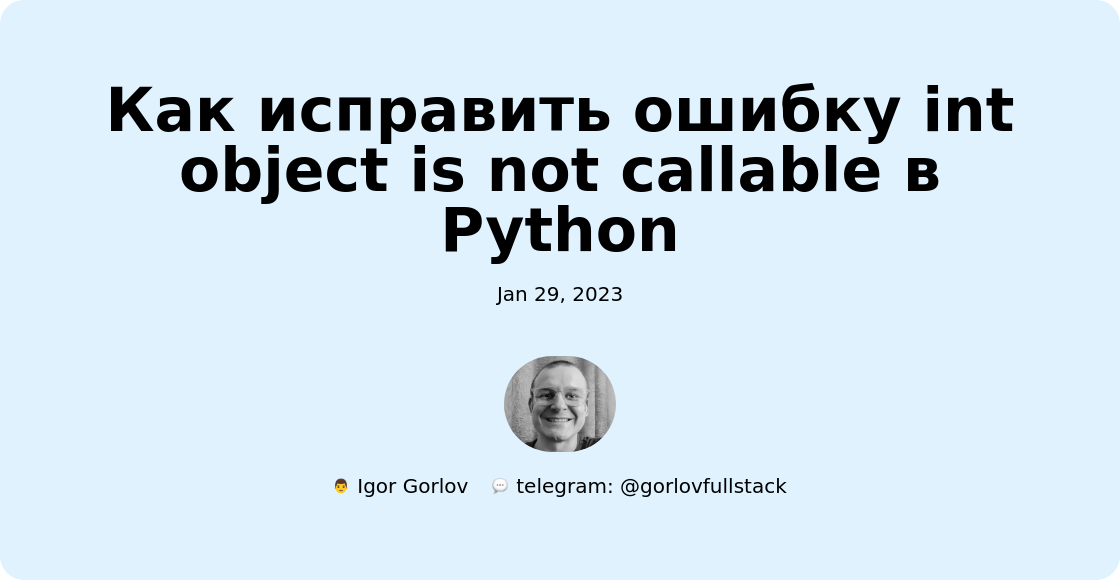 Как исправить ошибку int
object is not callable в
Python
Jan 29, 2023
Igor Gorlov telegram: @gorlovfullstack